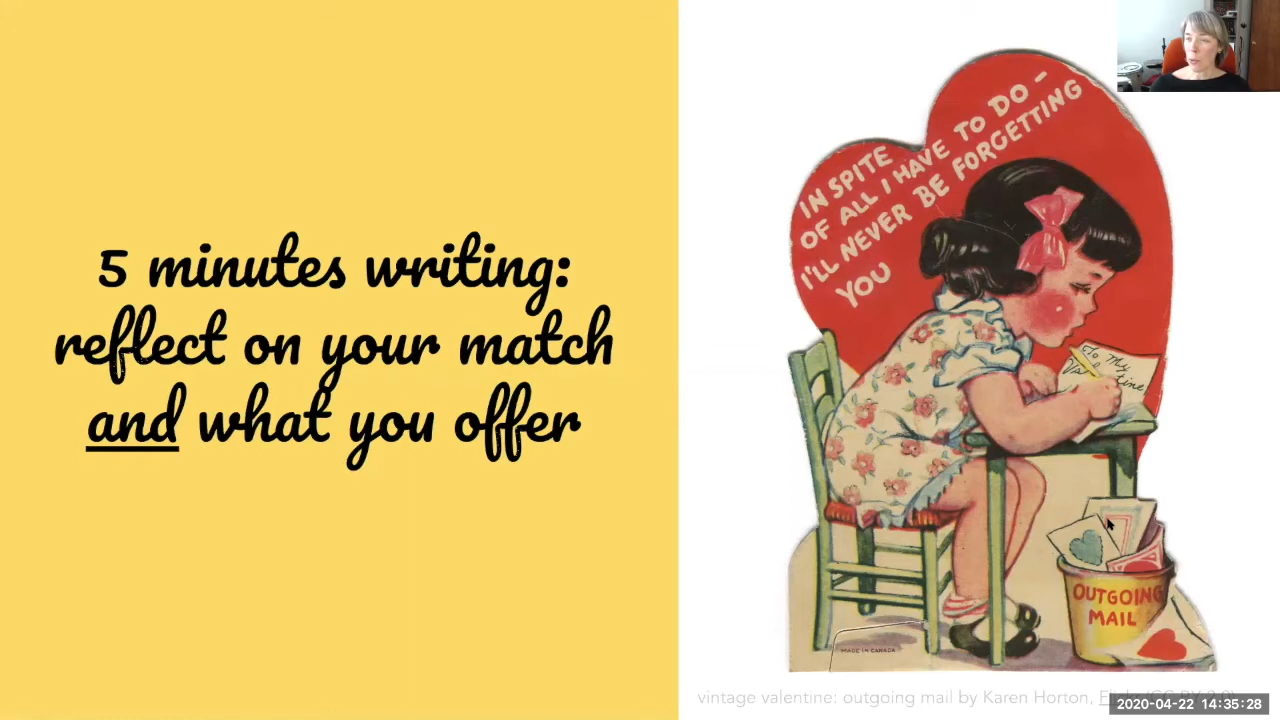 5 minutes writing:
reflect on your match
and what you offer
IN SPITE
OF ALL I HAVE TO DO -
I'LL NEVER BE FORGETTING
YOU
To My
OUTGOING
MAIL
MADE IN CANADA
vintage valentine: outgoing mail by Karen Horton,
2020-04-22 14:35:28